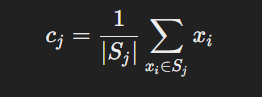 c_j = \frac{1}{|S_j|} \sum_{x_i \in S_j} x_i